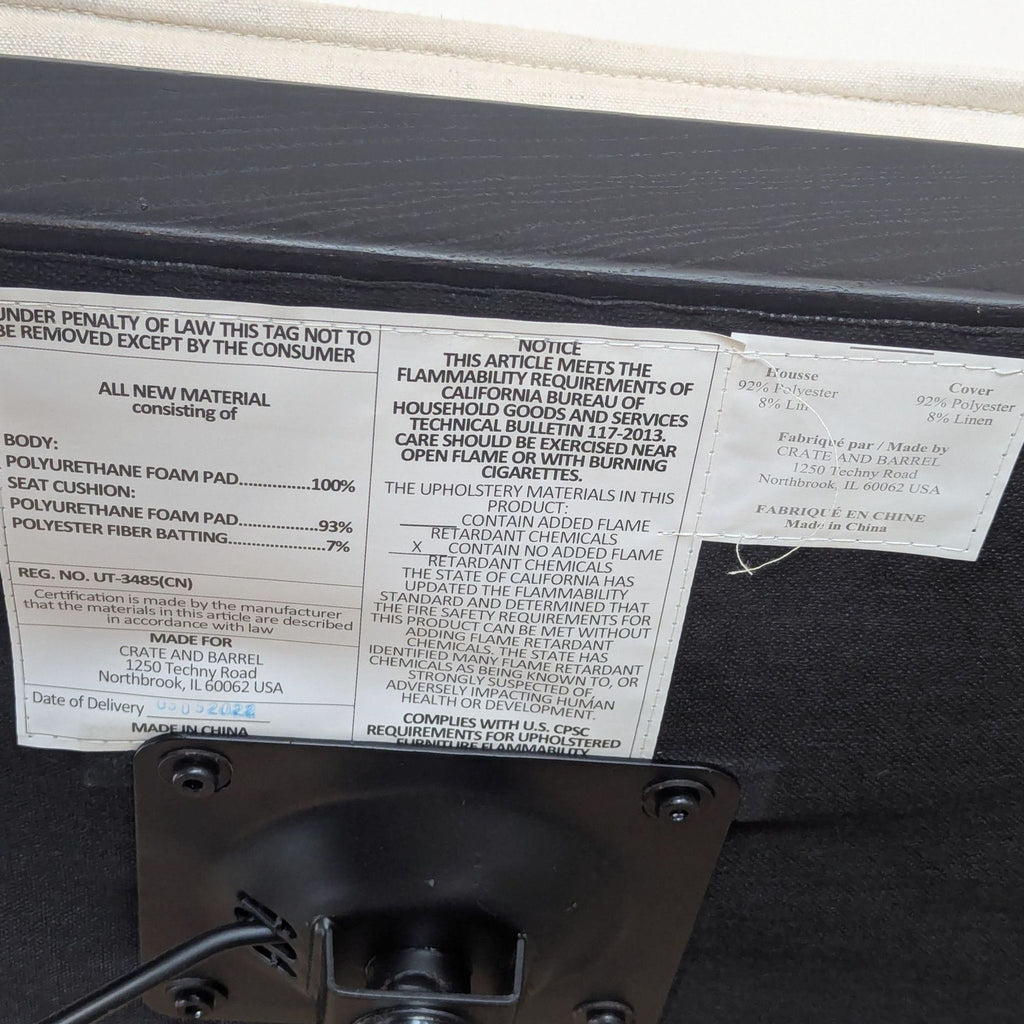 UNDER PENALTY OF LAW THIS TAG NOT TO
BE REMOVED EXCEPT BY THE CONSUMER
ALL NEW MATERIAL
consisting of
BODY:
POLYURETHANE FOAM PAD..............100%
SEAT CUSHION:
POLYURETHANE FOAM PAD...............93%
POLYESTER FIBER BATTING...................7%
REG. NO. UT-3485(CN)
Certification is made by the manufacturer
that the materials in this article are described
in accordance with law
MADE FOR
CRATE AND BARREL
1250 Techny Road
Northbrook, IL 60062 USA
Date of Delivery
MADE IN CHINA
NOTICE
THIS ARTICLE MEETS THE
FLAMMABILITY REQUIREMENTS OF
CALIFORNIA BUREAU OF
HOUSEHOLD GOODS AND SERVICES
TECHNICAL BULLETIN 117-2013.
CARE SHOULD BE EXERCISED NEAR
OPEN FLAME OR WITH BURNING
CIGARETTES.
THE UPHOLSTERY MATERIALS IN THIS
PRODUCT:
______CONTAIN ADDED FLAME
RETARDANT CHEMICALS
X CONTAIN NO ADDED FLAME
RETARDANT CHEMICALS
THE STATE OF CALIFORNIA HAS
UPDATED THE FLAMMABILITY
STANDARD AND DETERMINED THAT
THE FIRE SAFETY REQUIREMENTS FOR
THIS PRODUCT CAN BE MET WITHOUT
ADDING FLAME RETARDANT
CHEMICALS. THE STATE HAS
IDENTIFIED MANY FLAME RETARDANT
CHEMICALS AS BEING KNOWN TO, OR
STRONGLY SUSPECTED OF,
ADVERSELY IMPACTING HUMAN
HEALTH OR DEVELOPMENT.
COMPLIES WITH U.S. CPSC
REQUIREMENTS FOR UPHOLSTERED
FURNITURE FLAMMABILITY
Housse
92% Polyester
8% Lin
Cover
92% Polyester
8% Linen
Fabriqué par / Made by
CRATE AND BARREL
1250 Techny Road
Northbrook, IL 60062 USA
FABRIQUÉ EN CHINE
Made in China